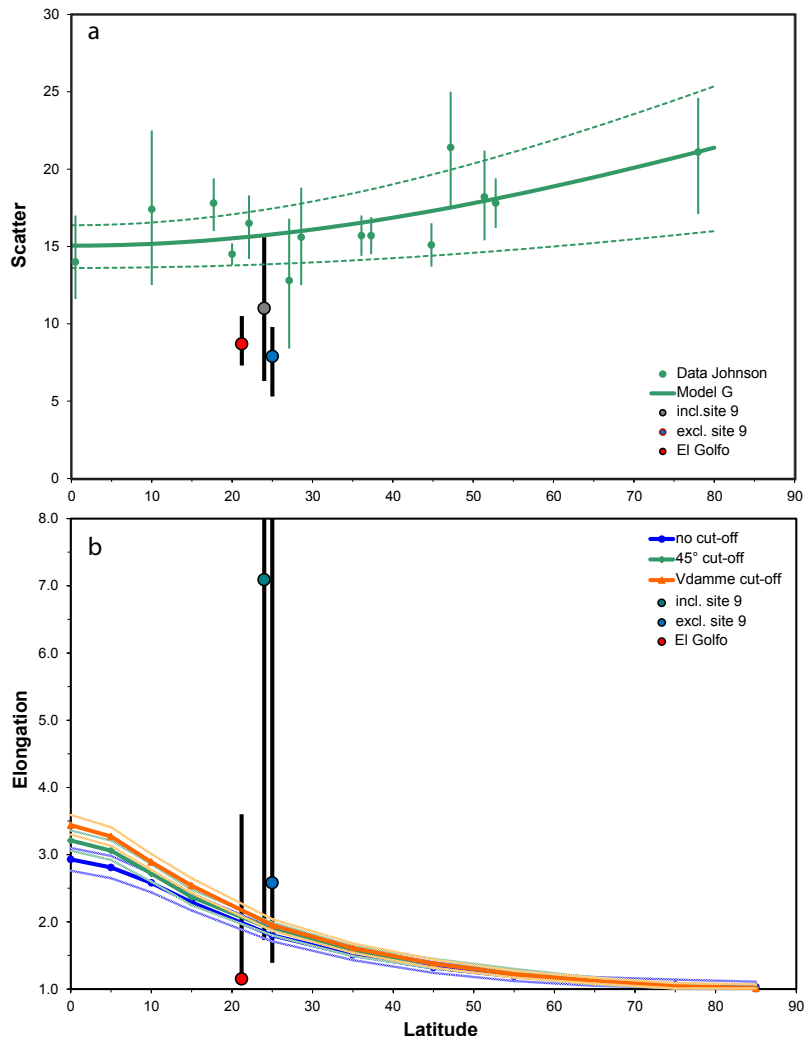 a
30
25
20
15
10
5
0
Scatter
Data Johnson
Model G
incl.site 9
excl. site 9
El Golfo
0 10 20 30 40 50 60 70 80 90
b
8.0
7.0
6.0
5.0
4.0
3.0
2.0
1.0
Elongation
no cut-off
45° cut-off
Vdamme cut-off
incl. site 9
excl. site 9
El Golfo
0 10 20 30 40 50 60 70 80 90
Latitude